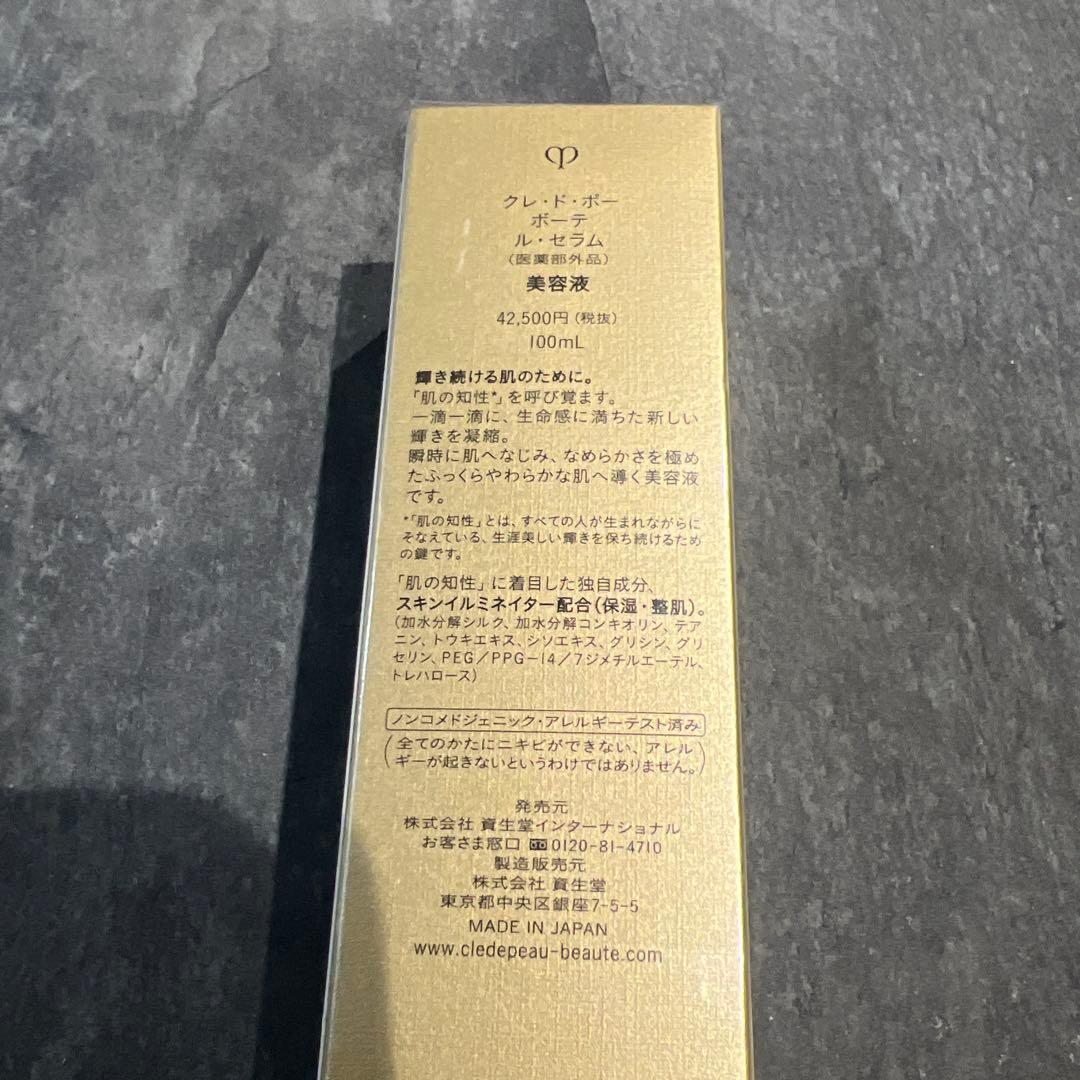 クレ・ド・ポー
ボーテ
ル・セラム
(医薬部外品)
美容液
42,500円(税抜)
100mL
輝き続ける肌のために。
「肌の知性*」を呼び覚ます。
一滴一滴に、生命感に満ちた新しい
輝きを凝縮。
瞬時に肌へなじみ、なめらかさを極め
たふっくらやわらかな肌へ導く美容液
です。
*「肌の知性」とは、すべての人が生まれながらに
そなえている、生涯美しい輝きを保ち続けるため
の鍵です。
「肌の知性」に着目した独自成分、
スキンイルミネイター配合(保湿・整肌)。
(加水分解シルク、加水分解コンキオリン、テア
ニン、トウキエキス、シソエキス、グリシン、グリ
セリン、PEG/PPG-14/7ジメチルエーテル、
トレハロース)
ノンコメドジェニック・アレルギーテスト済み
(全てのかたにニキビができない、アレル
ギーが起きないというわけではありません。)
発売元
株式会社 資生堂インターナショナル
お客さま窓口 0120-81-4710
製造販売元
株式会社 資生堂
東京都中央区銀座7-5-5
MADE IN JAPAN
www.cledepeau-beaute.com